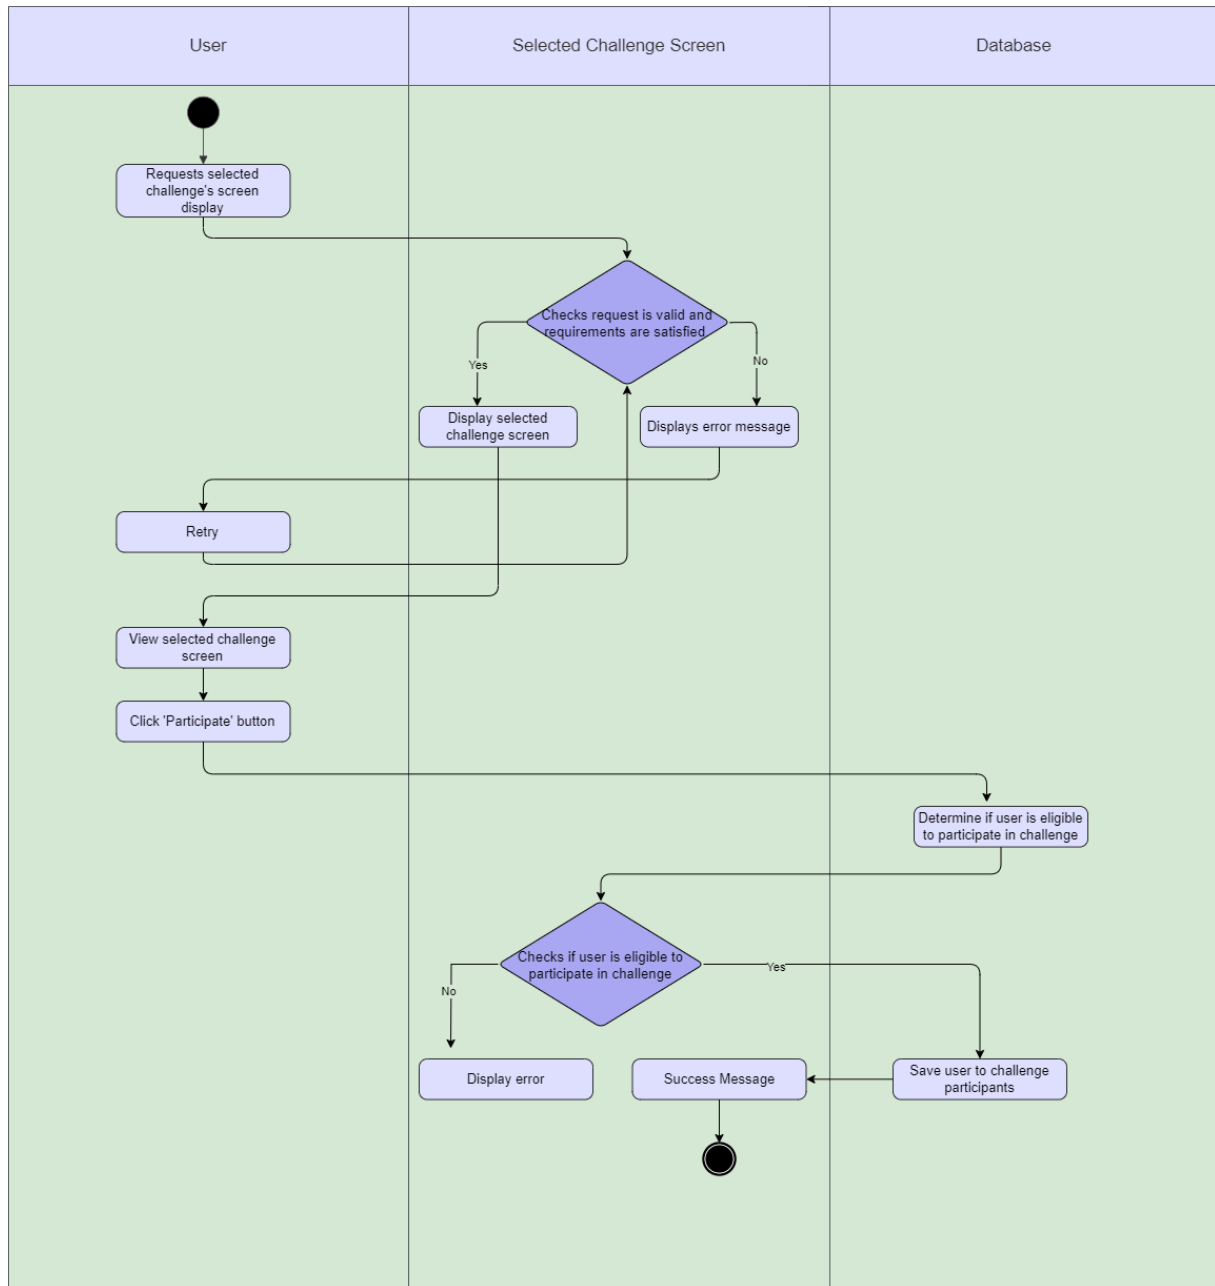 User
Selected Challenge Screen
Database
Requests selected
challenge's screen
display
Checks request is valid and
requirements are satisfied
Yes
No
Display selected
challenge screen
Displays error message
Retry
View selected challenge
screen
Click 'Participate' button
Determine if user is eligible
to participate in challenge
Checks if user is eligible to
participate in challenge
No
Yes
Display error
Success Message
Save user to challenge
participants